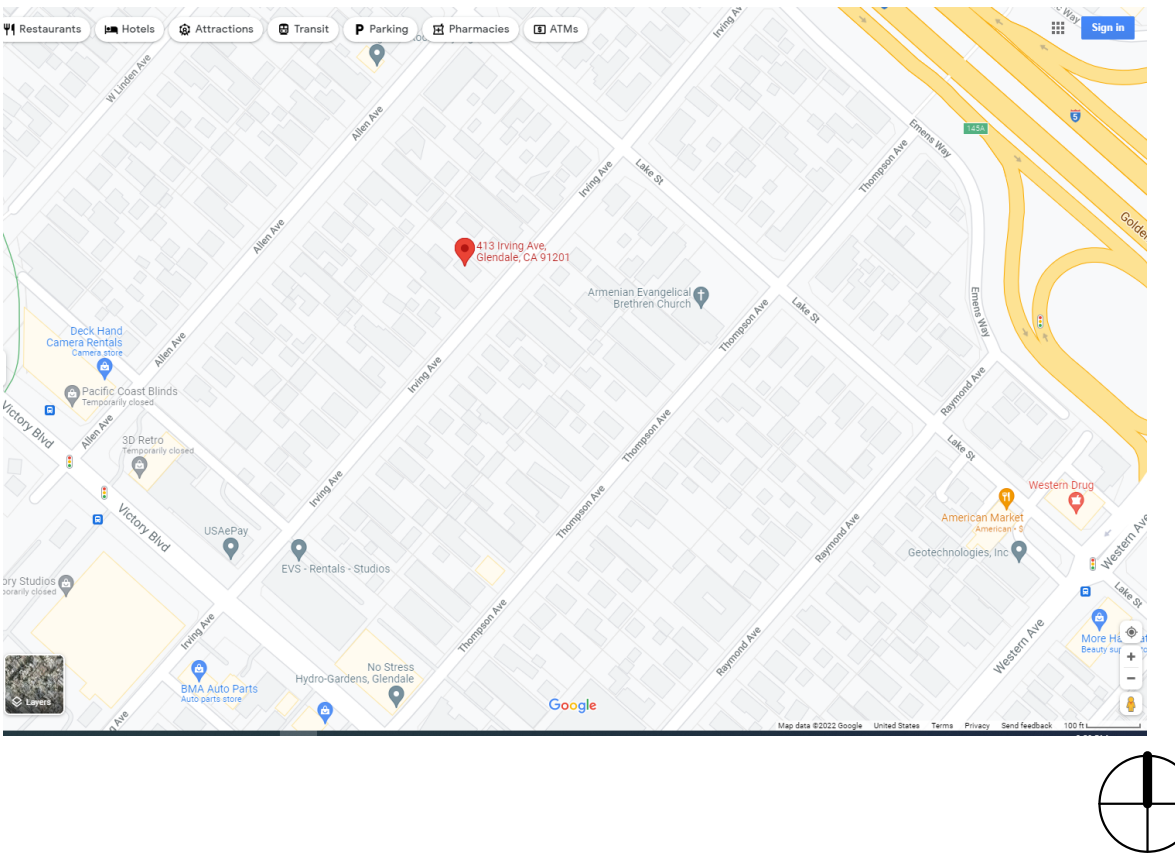 Restaurants
Hotels
Attractions
Transit
Parking
Pharmacies
ATMs
Sign in
Irving Av
Way
W Linden Ave
Allen Ave
5
145A
Emens Way
Thompson Ave
Lake St
Irving Ave
Golde
Allen Ave
413 Irving Ave,
Glendale, CA 91201
Armenian Evangelical
Brethren Church
Lake St
Emens Way
Thompson Ave
Deck Hand
Camera Rentals
Camera store
Allen Ave
Irving Ave
Pacific Coast Blinds
Temporarily closed
Raymond Ave
Victory Blvd
Allen Ave
3D Retro
Temporarily closed
Thompson Ave
Lake St
Irving Ave
Western Drug
Victory Blvd
Thompson Ave
American Market
American • $
USAePay
EVS - Rentals - Studios
Raymond Ave
Geotechnologies, Inc
Western Ave
ory Studios
porarily closed
Lake St
Irving Ave
Thompson Ave
Raymond Ave
Western Ave
More Ha
at
Beauty su
No Stress
Hydro-Gardens, Glendale
BMA Auto Parts
Auto parts store
Layers
Google
Ave
Map data ©2022 Google United States Terms Privacy Send feedback 100 ft